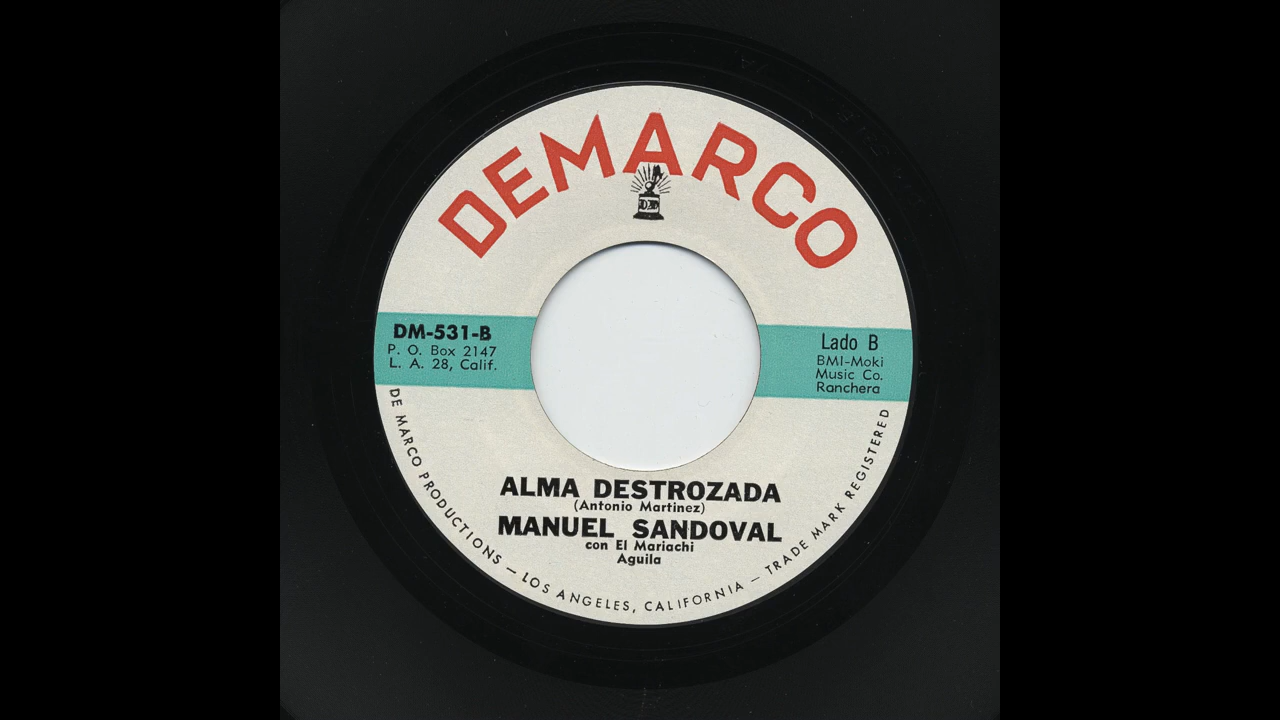 DEMARCO
DM-531-B
P. O. Box 2147
L. A. 28, Calif.
Lado B
BMI-Moki
Music Co.
Ranchera
ALMA DESTROZADA
(Antonio Martinez)
MANUEL SANDOVAL
con El Mariachi
Aguila
DE MARCO PRODUCTIONS — LOS ANGELES, CALIFORNIA — TRADE MARK REGISTERED